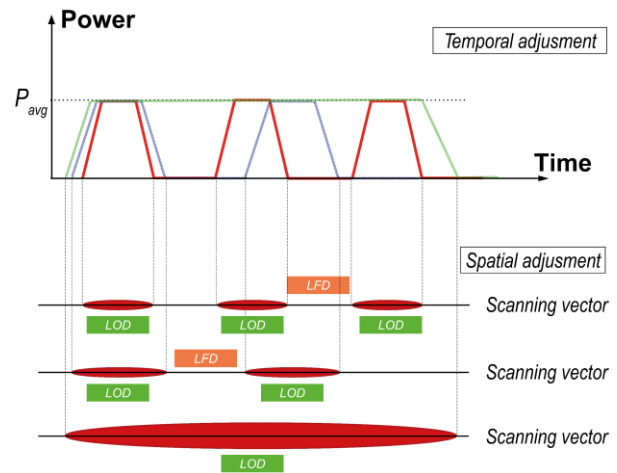 Power
Temporal adjusment
Pavg
Time
Spatial adjusment
LFD
Scanning vector
LOD LOD LOD
LFD
Scanning vector
LOD LOD
Scanning vector
LOD